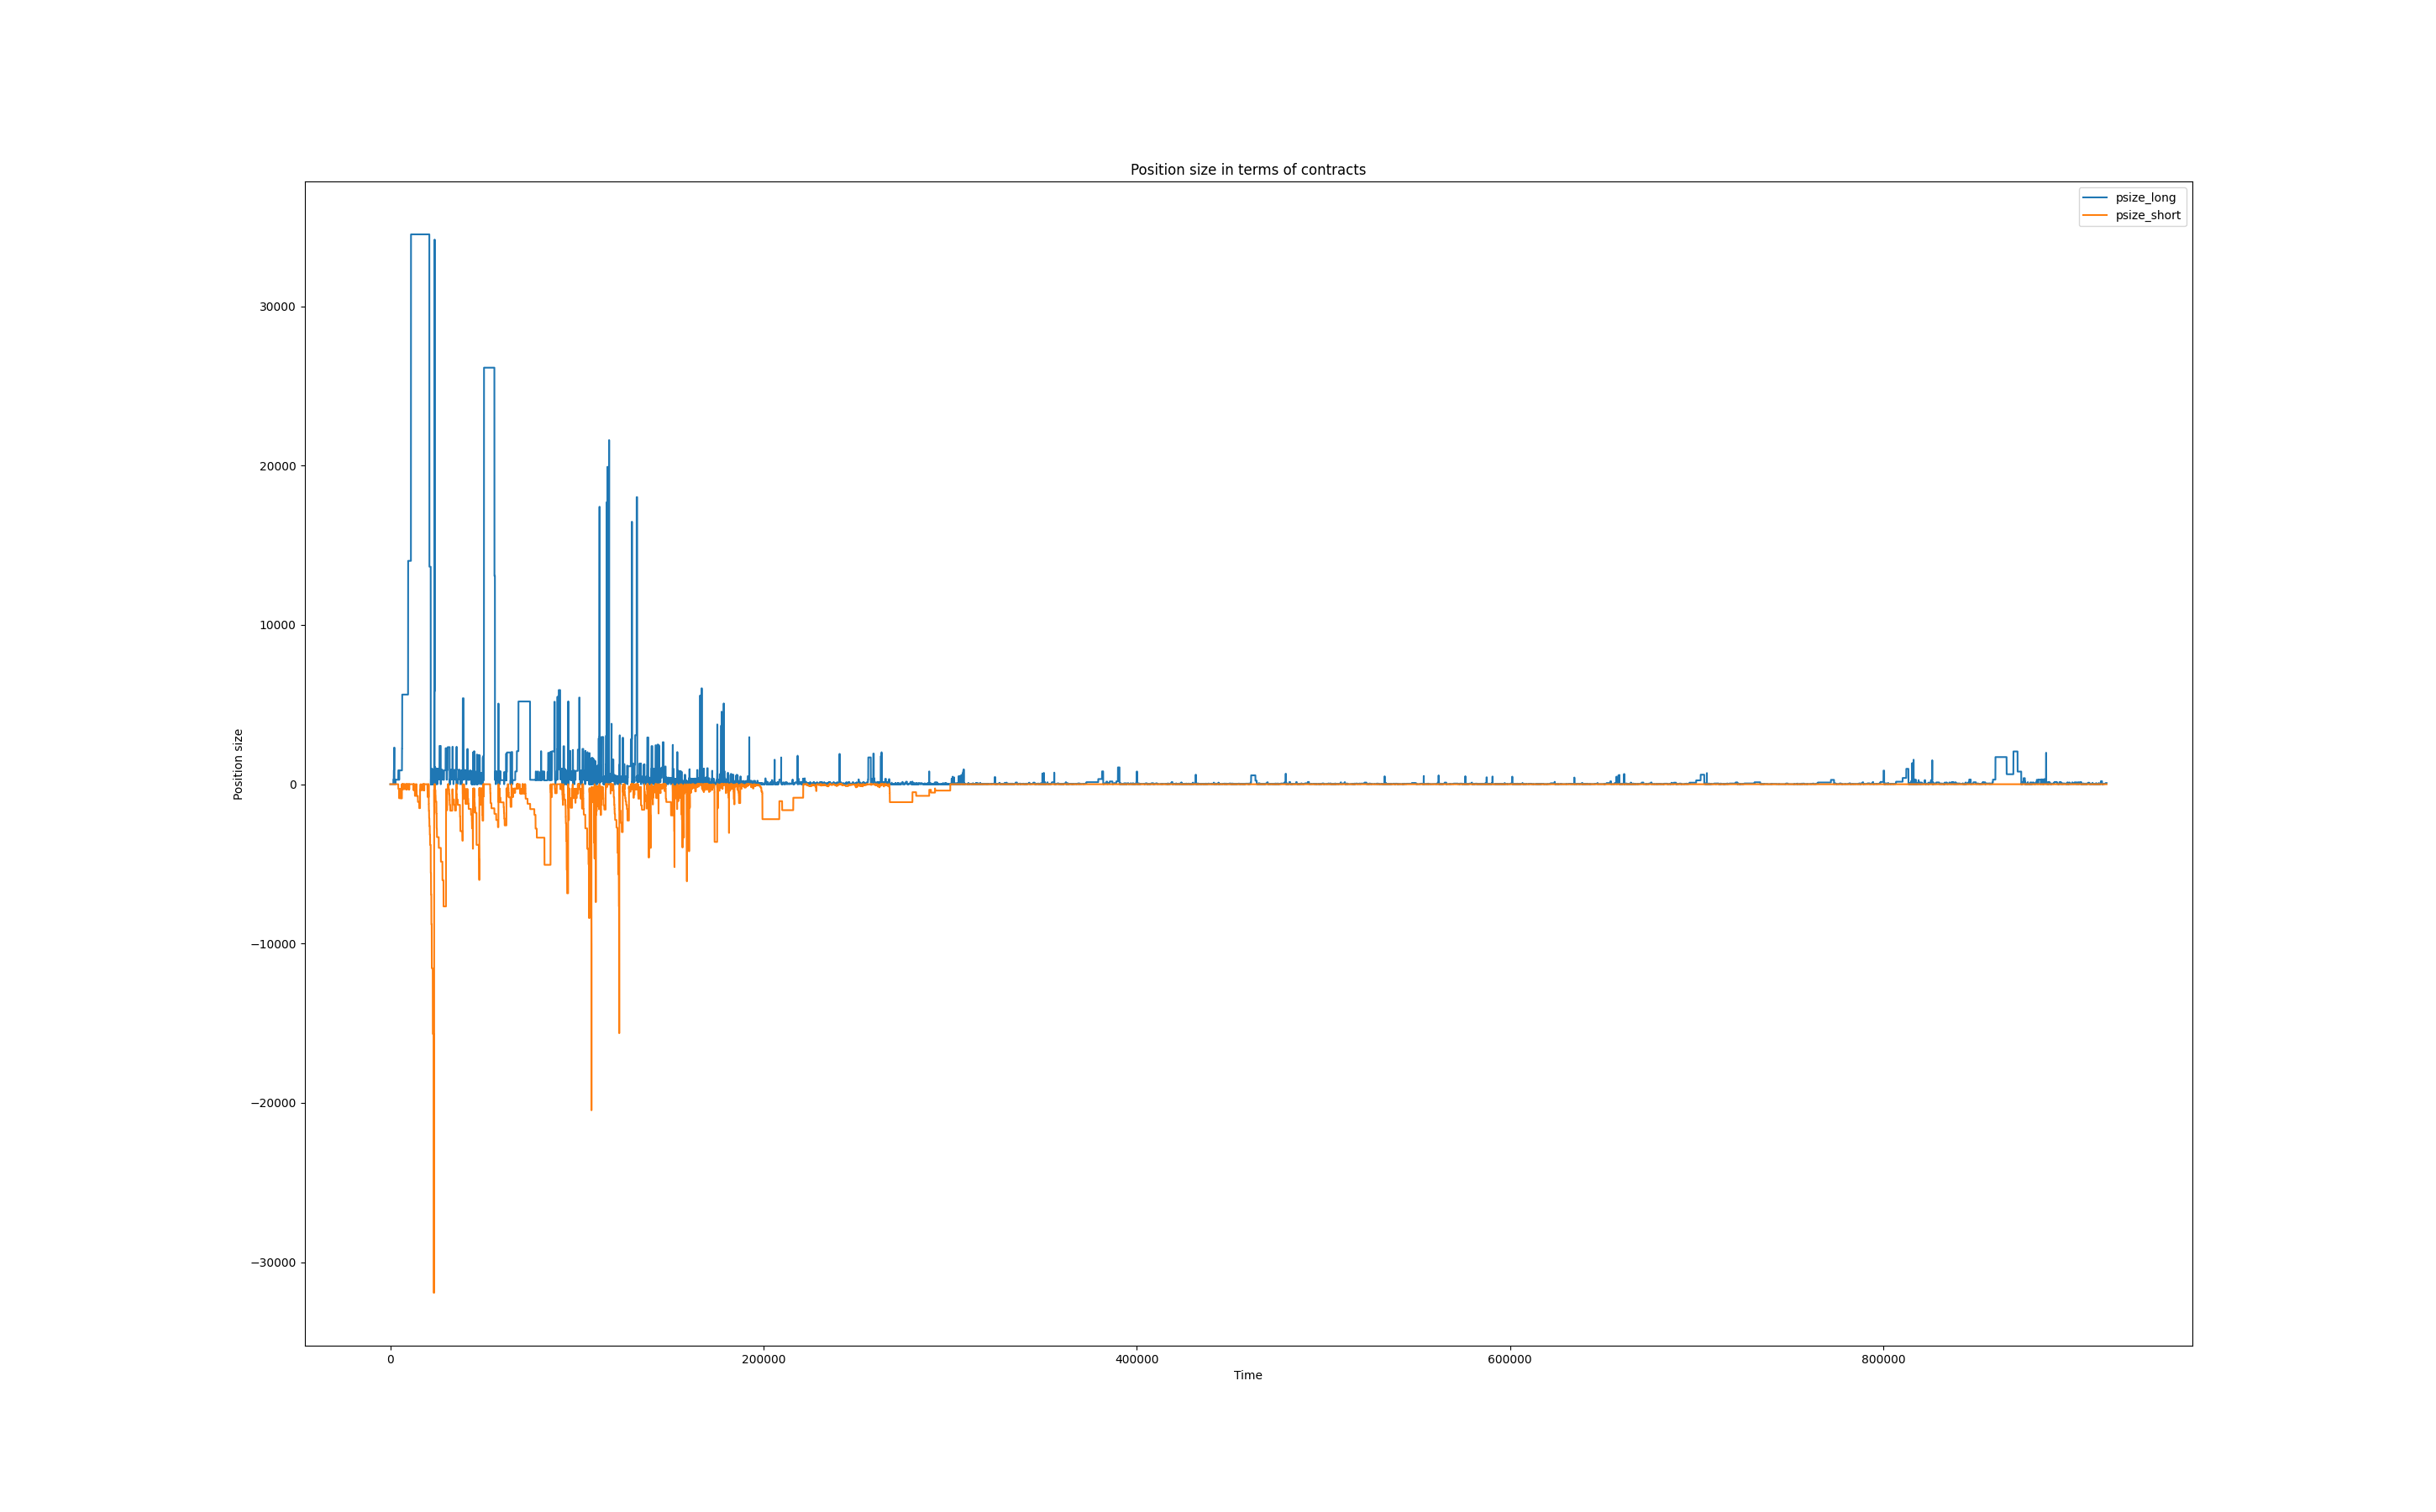 Position size in terms of contracts
psize_long
psize_short
30000
20000
10000
0
−10000
−20000
−30000
Position size
0
200000
400000
600000
800000
Time